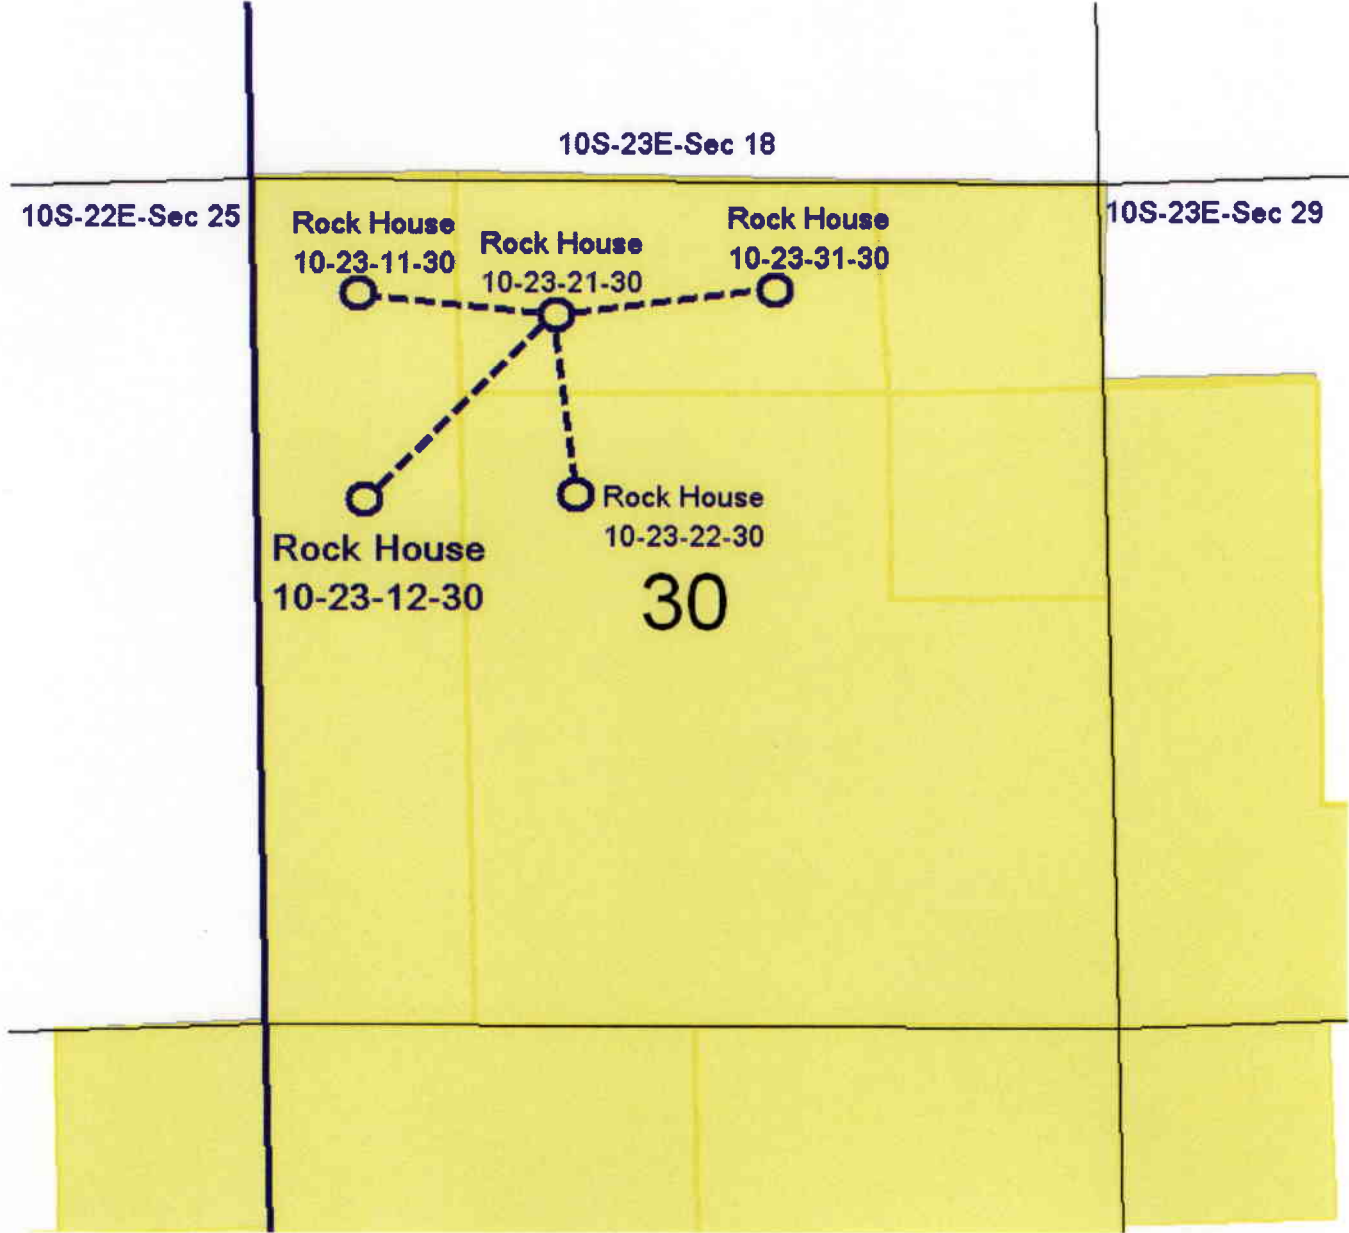 10S-23E-Sec 18
10S-22E-Sec 25
10S-23E-Sec 29
Rock House
10-23-11-30
Rock House
10-23-21-30
Rock House
10-23-31-30
Rock House
10-23-12-30
Rock House
10-23-22-30
30